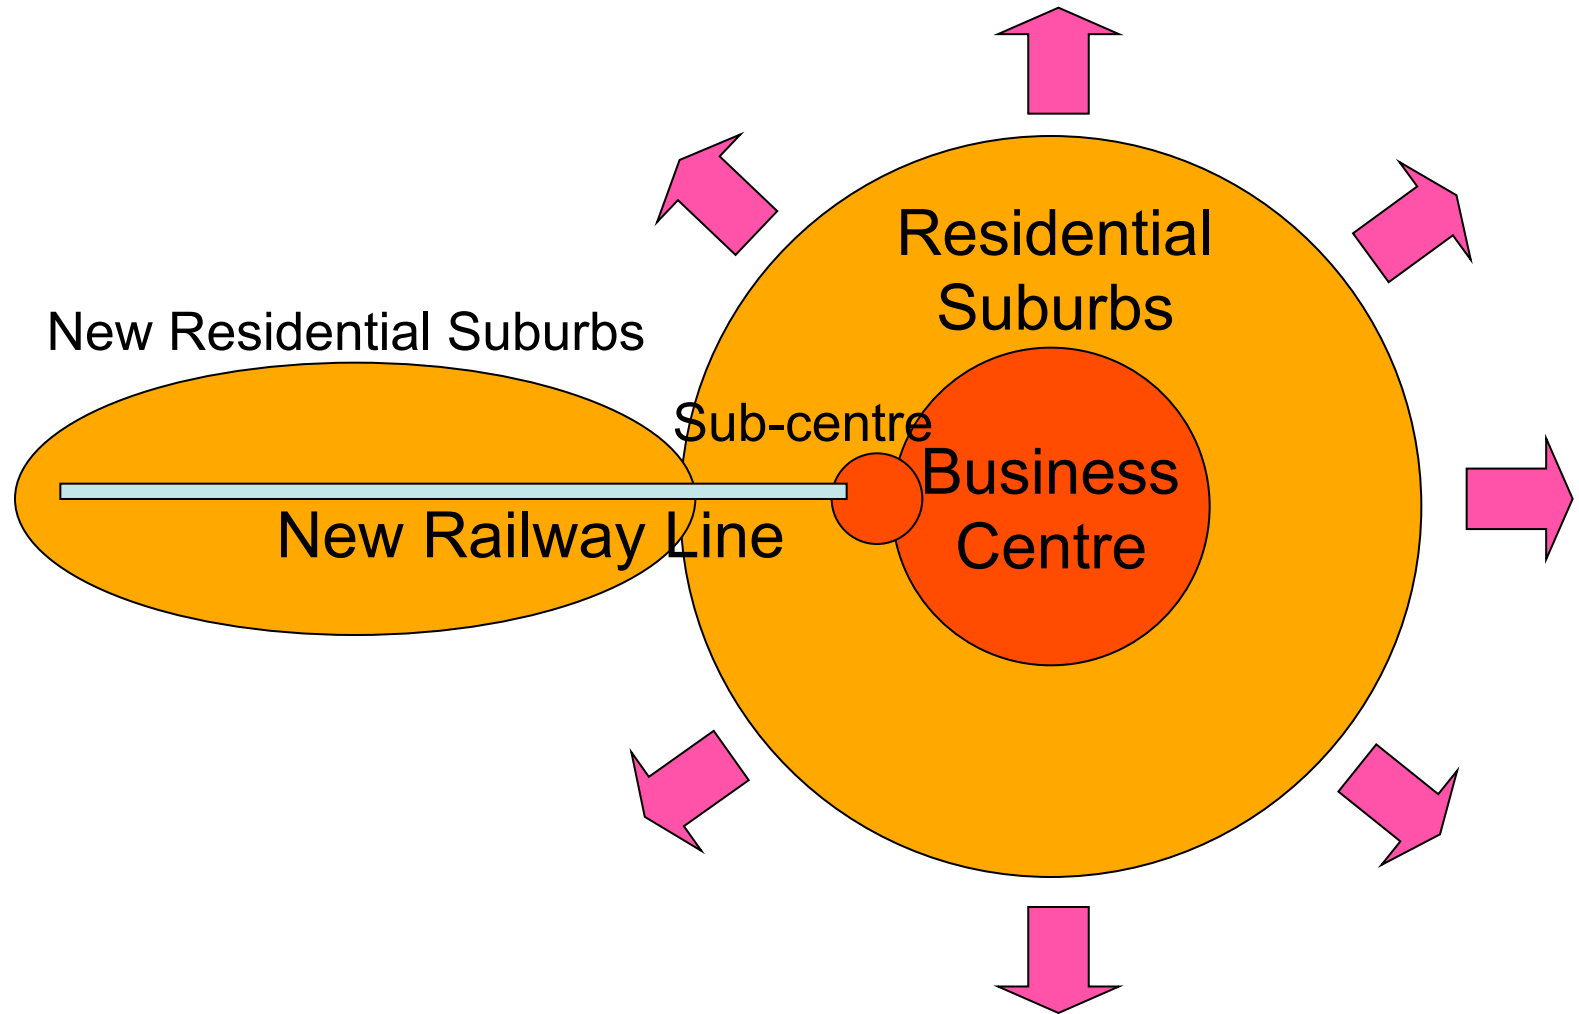 Residential
Suburbs
New Residential Suburbs
Sub-centre
Business
Centre
New Railway Line